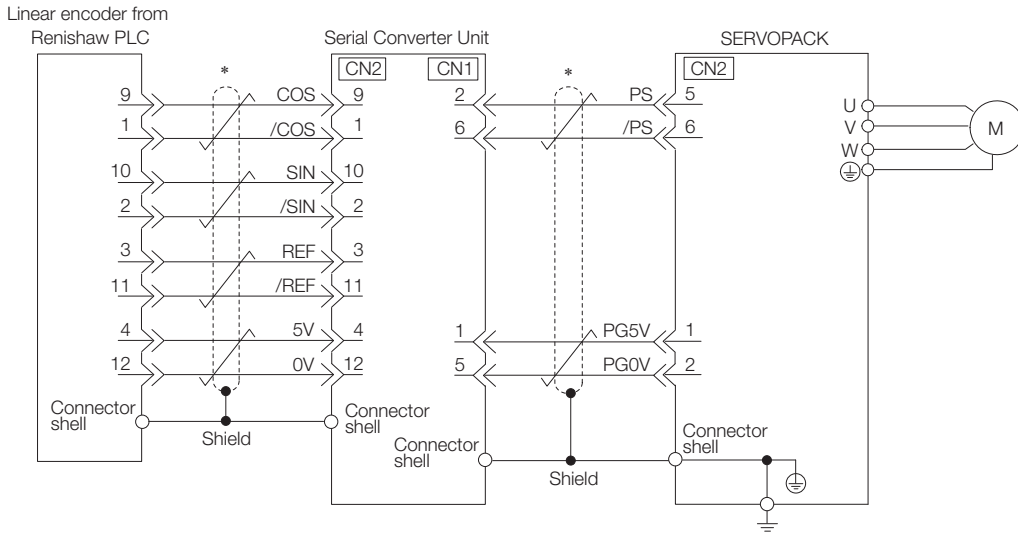 Linear encoder from
Renishaw PLC
Serial Converter Unit
SERVOPACK
*
CN2
CN1
*
CN2
9 COS 9 2 PS 5
1 /COS 1 6 /PS 6
U
V
W
M
10 SIN 10
2 /SIN 2
3 REF 3
11 /REF 11
4 5V 4 1 PG5V 1
12 0V 12 5 PG0V 2
Connector
shell
Shield
Connector
shell
Connector
shell
Shield
Connector
shell